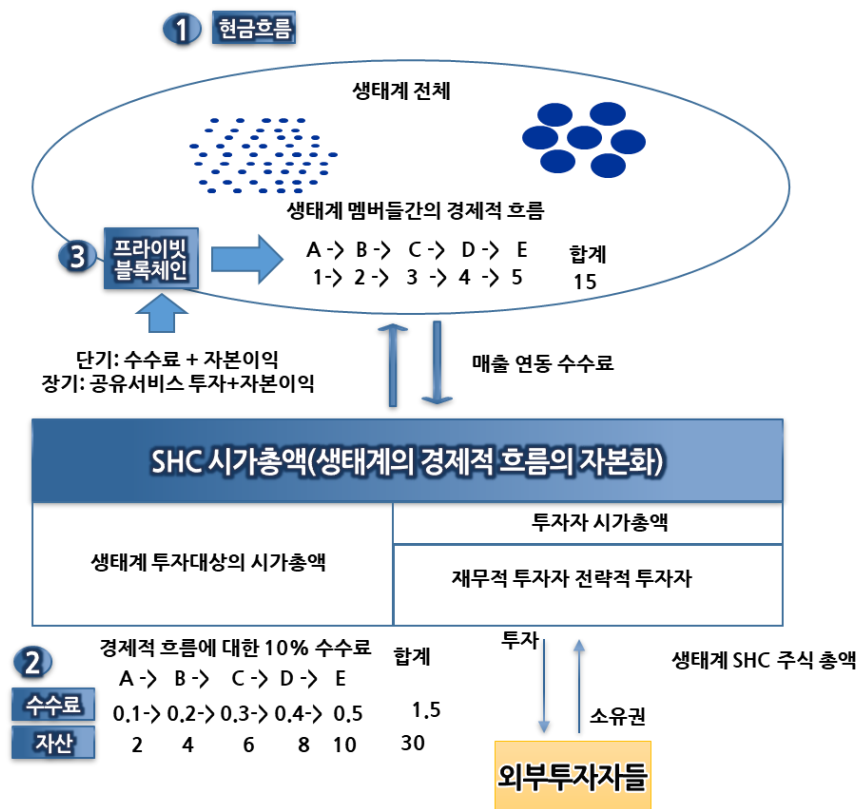 1 현금흐름
생태계 전체
생태계 멤버들간의 경제적 흐름
3 프라이빗
블록체인
A -> B -> C -> D -> E 합계
1-> 2 -> 3 -> 4 -> 5 15
단기: 수수료 + 자본이익
장기: 공유서비스 투자+자본이익
매출 연동 수수료
SHC 시가총액(생태계의 경제적 흐름의 자본화)
생태계 투자대상의 시가총액
투자자 시가총액
재무적 투자자 전략적 투자자
2 경제적 흐름에 대한 10% 수수료 합계
A -> B -> C -> D -> E
수수료 0.1-> 0.2-> 0.3-> 0.4-> 0.5 1.5
자산 2 4 6 8 10 30
투자
소유권
생태계 SHC 주식 총액
외부투자자들